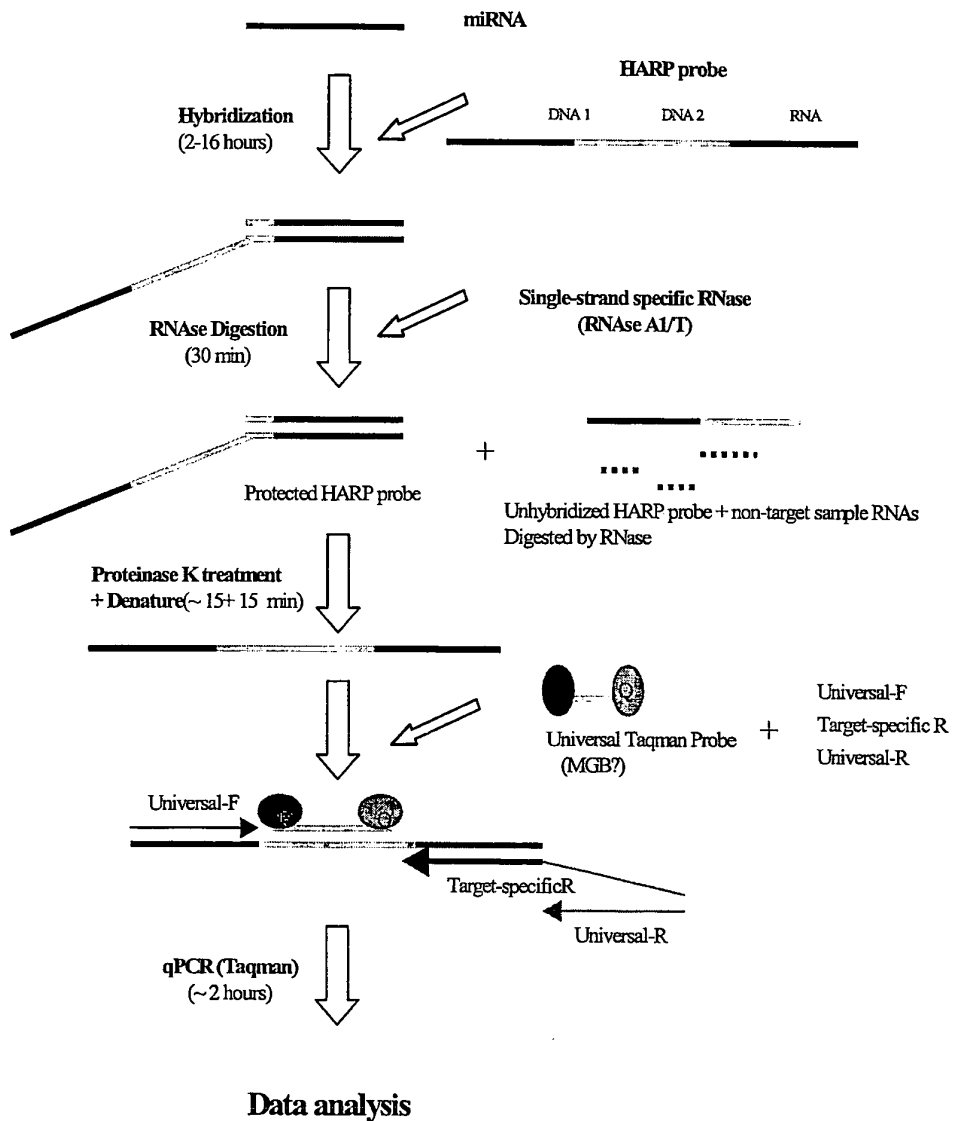 miRNA
HARP probe
DNA 1 DNA 2 RNA
Hybridization
(2-16 hours)
Single-strand specific RNase
(RNAse A1/T)
RNAse Digestion
(30 min)
+
Protected HARP probe
Unhybridized HARP probe + non-target sample RNAs
Digested by RNase
Proteinase K treatment
+ Denature(~ 15+ 15 min)
Q
Universal Taqman Probe
(MGB?)
+
Universal-F
Target-specific R
Universal-R
Universal-F
F Q
Target-specificR
Universal-R
qPCR (Taqman)
(~2 hours)
Data analysis